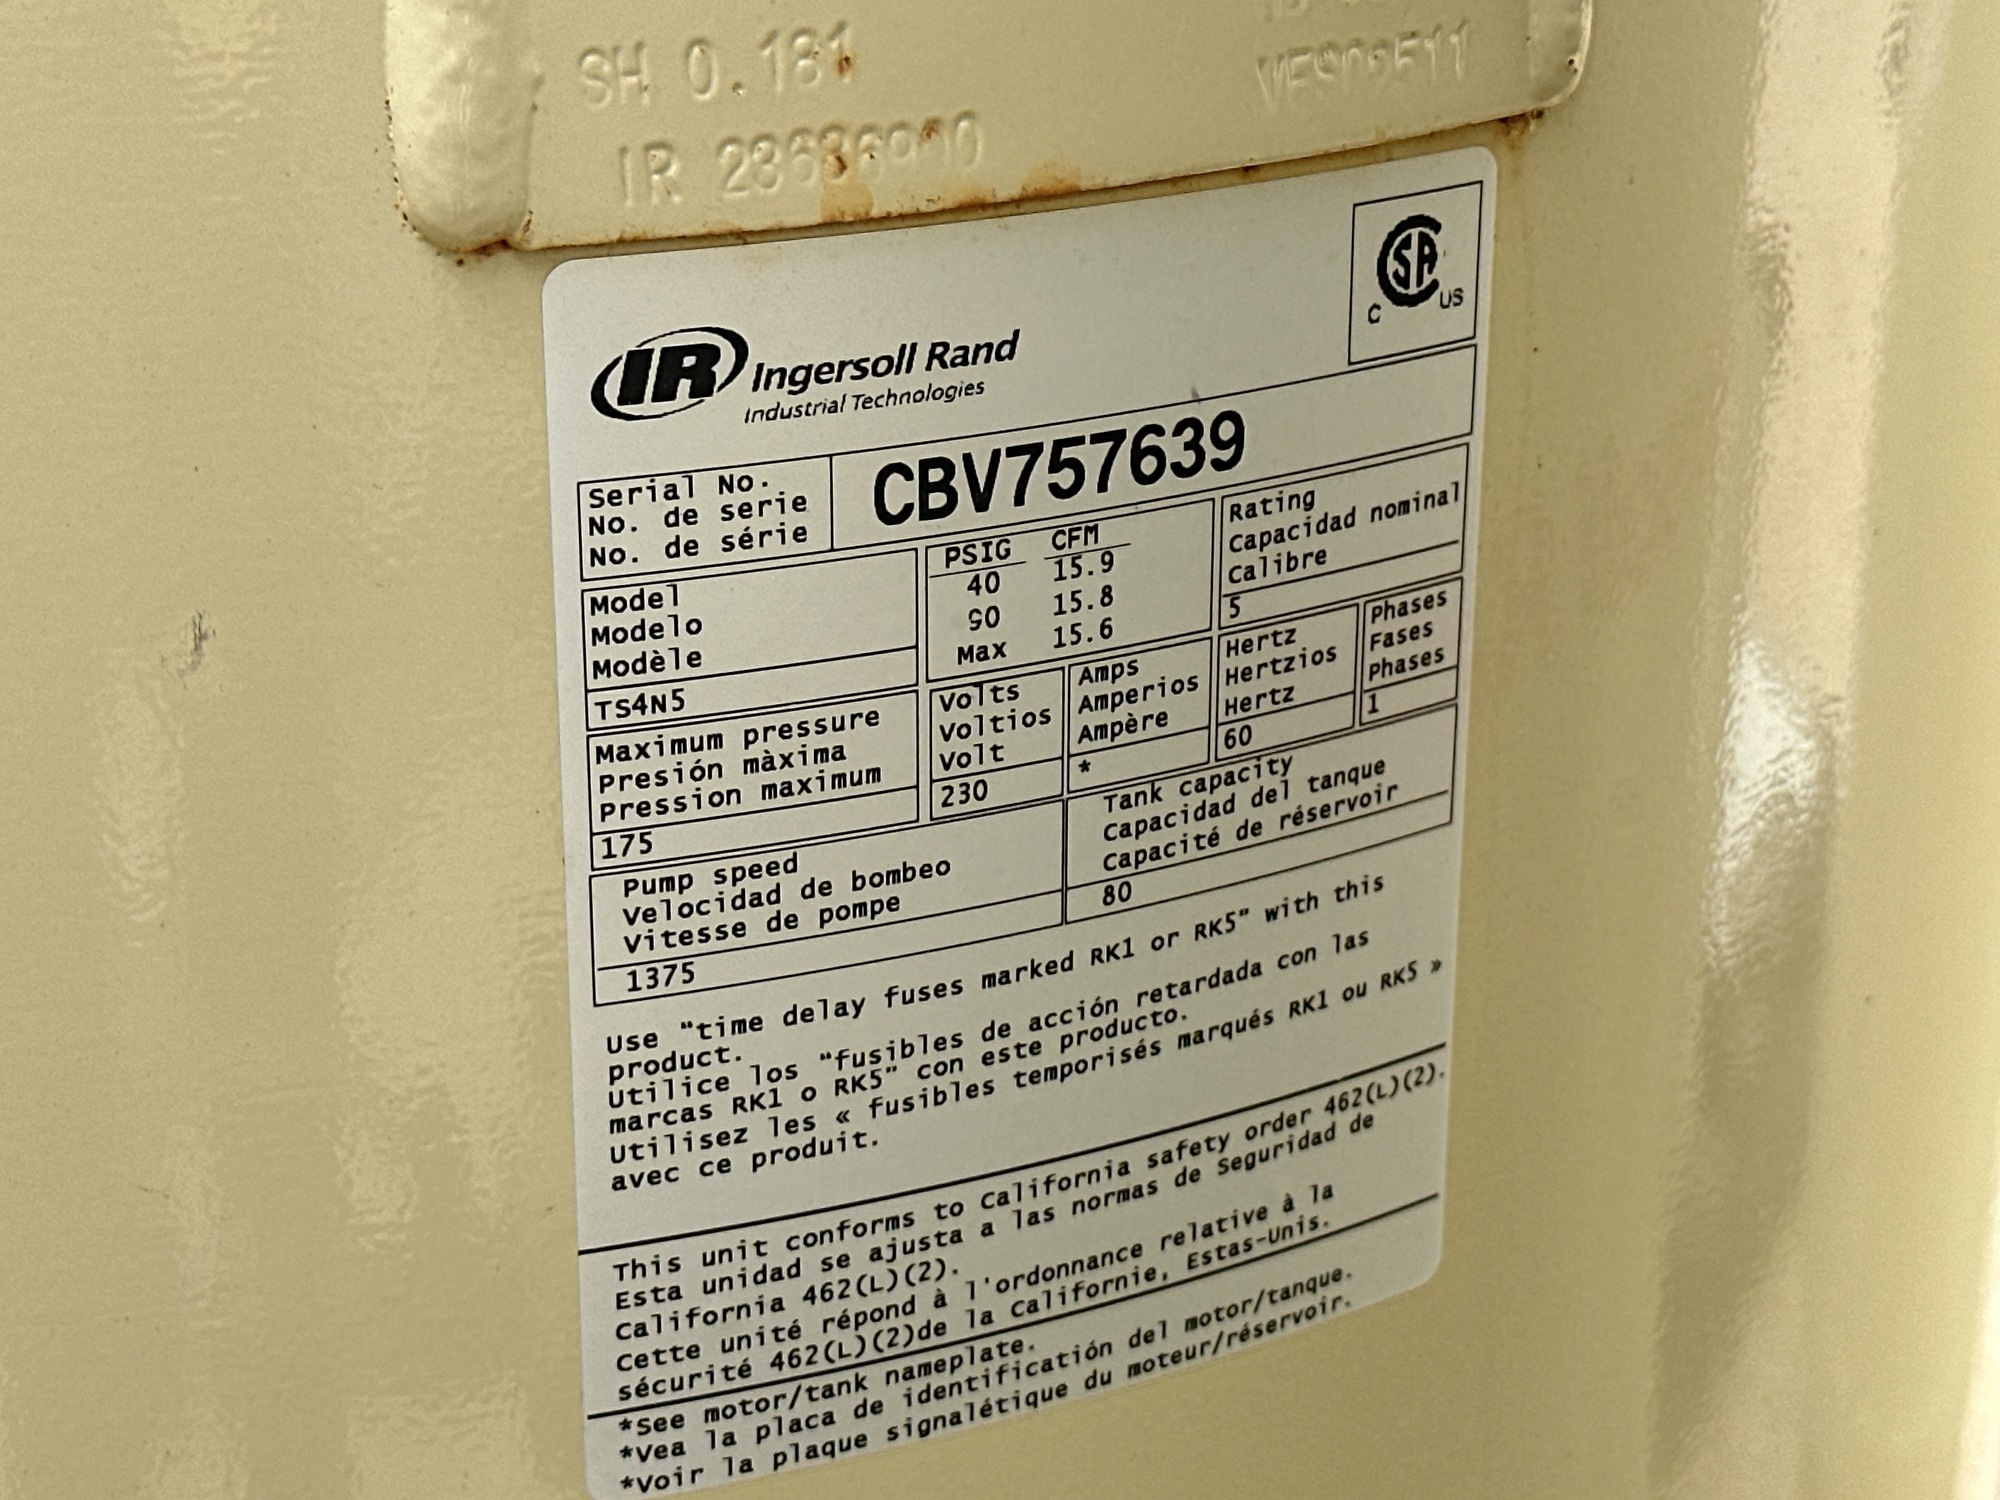 SH 0.181
IR
IR Ingersoll Rand
Industrial Technologies
CSA
C US
Serial No.
No. de serie
No. de série
CBV757639
Model
Modelo
Modèle
TS4N5
PSIG CFM
40 15.9
90 15.8
Max 15.6
Rating
Capacidad nominal
Calibre
5
Maximum pressure
Presión màxima
Pression maximum
175
Volts
Voltios
Volt
230
Amps
Amperios
Ampère
*
Hertz
Hertzios
Hertz
60
Phases
Fases
Phases
1
Pump speed
Velocidad de bombeo
Vitesse de pompe
1375
Tank capacity
Capacidad del tanque
Capacité de réservoir
80
Use "time delay fuses marked RK1 or RK5" with this
product.
Utilice los "fusibles de acción retardada con las
marcas RK1 o RK5" con este producto.
Utilisez les « fusibles temporisés marqués RK1 ou RK5 »
avec ce produit.
This unit conforms to California safety order 462(L)(2).
Esta unidad se ajusta a las normas de Seguridad de
California 462(L)(2).
Cette unité répond à l'ordonnance relative à la
sécurité 462(L)(2)de la Californie, Estas-Unis.
*See motor/tank nameplate.
*Vea la placa de identificación del motor/tanque.
*Voir la plaque signalétique du moteur/réservoir.